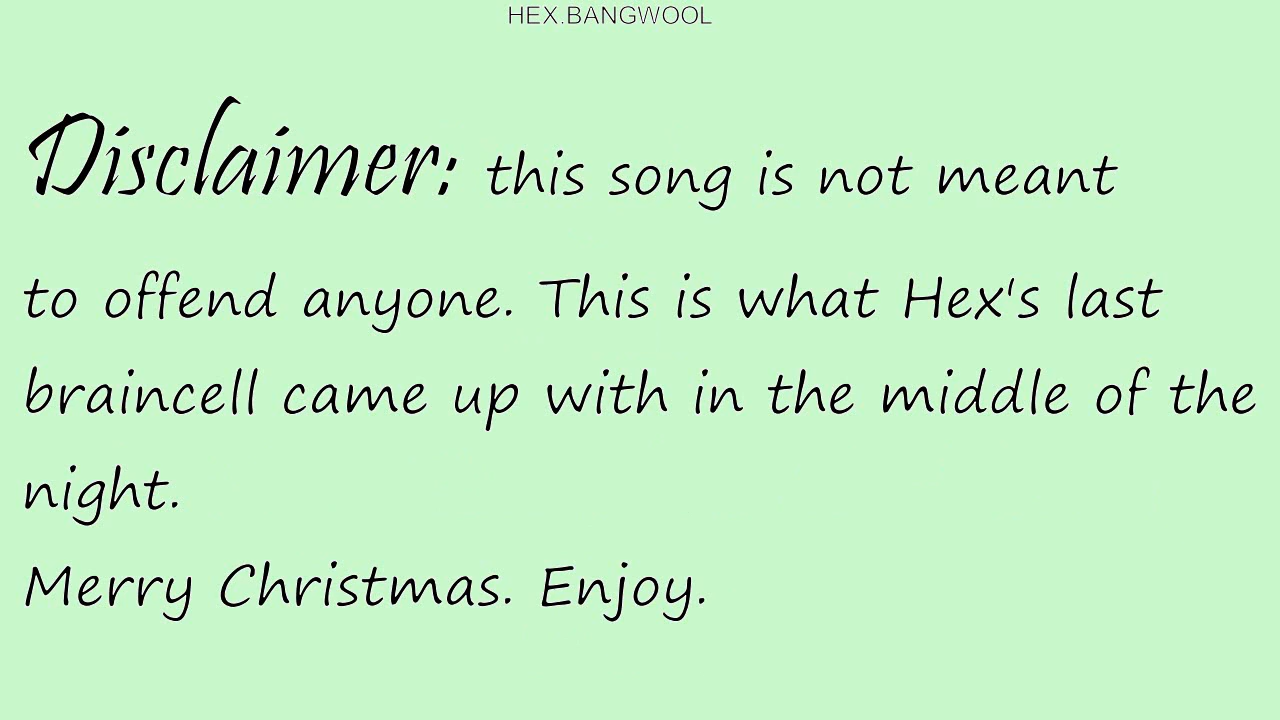 HEX.BANGWOOL
Disclaimer: this song is not meant
to offend anyone. This is what Hex's last
braincell came up with in the middle of the
night.
Merry Christmas. Enjoy.